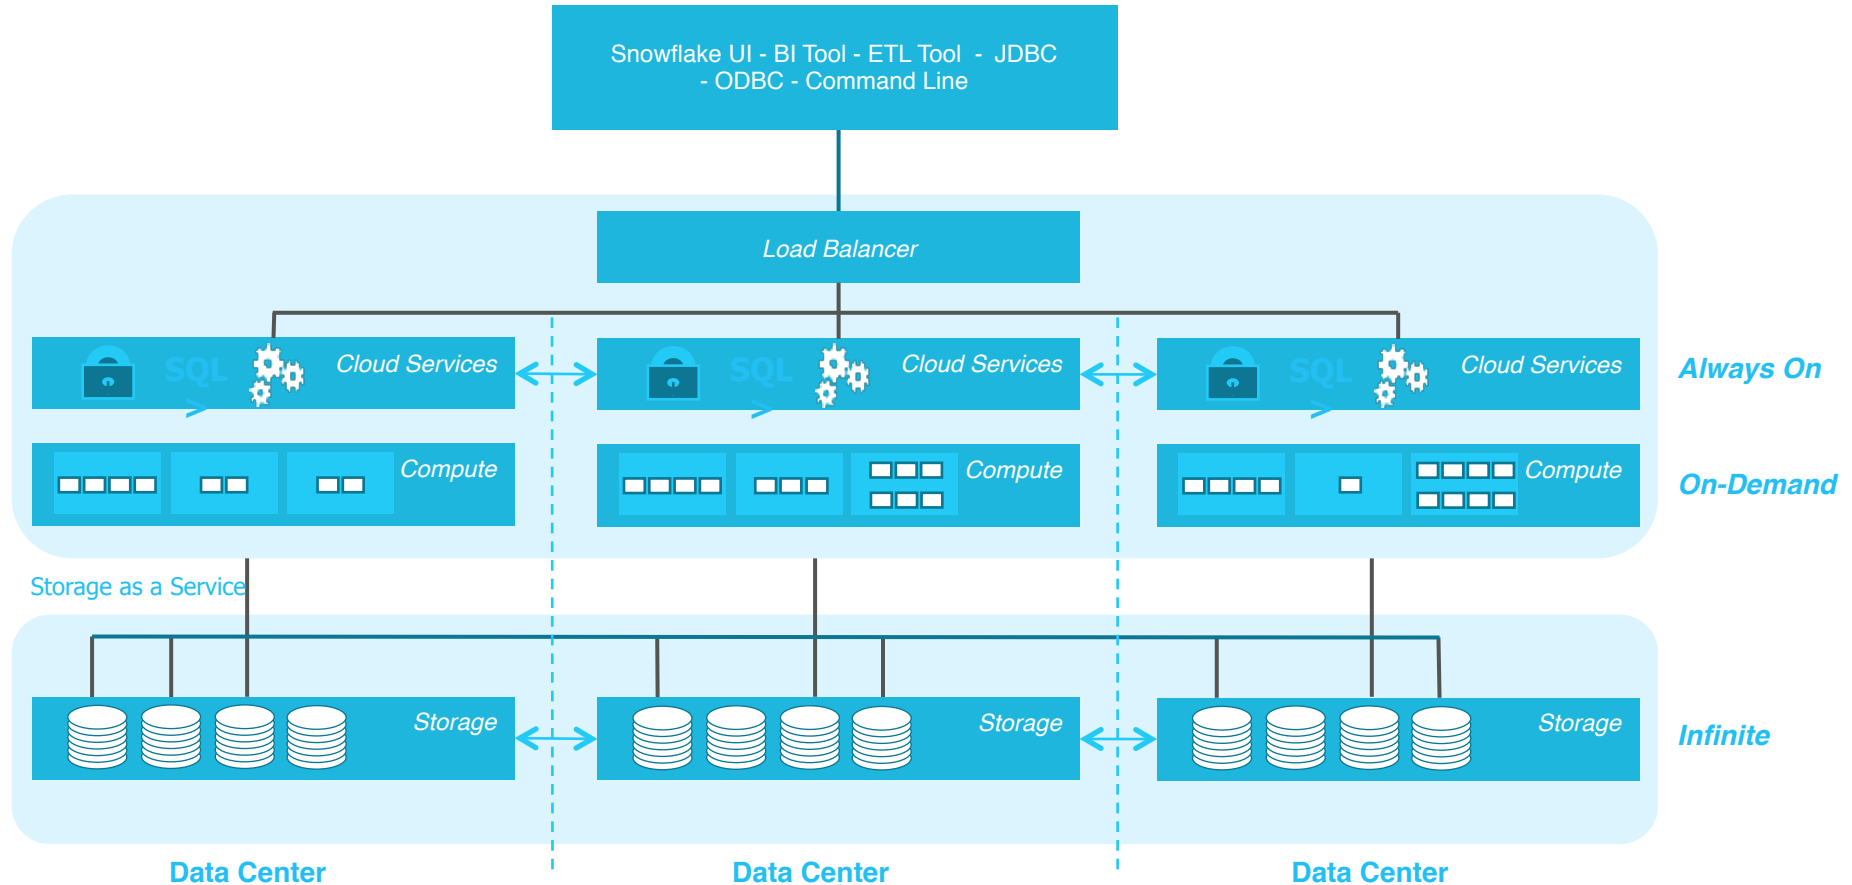 Snowflake UI - BI Tool - ETL Tool - JDBC
- ODBC - Command Line
Load Balancer
SQL
>
Cloud Services
SQL
>
Cloud Services
SQL
>
Cloud Services
Always On
Compute
Compute
Compute
On-Demand
Storage as a Service
Storage
Storage
Storage
Infinite
Data Center
Data Center
Data Center